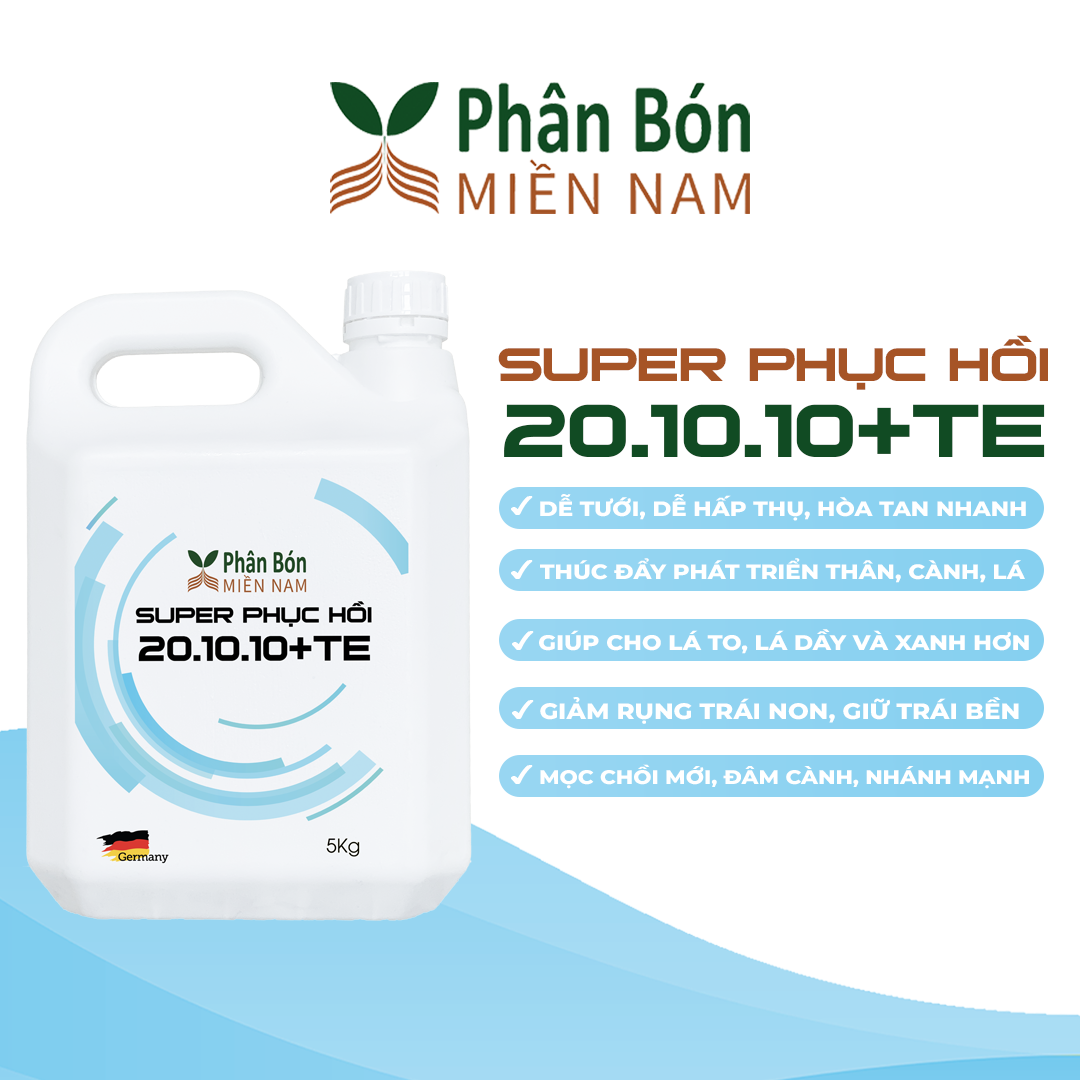 Phân Bón
MIỀN NAM
SUPER PHỤC HỒI
20.10.10+TE
✓ DỄ TƯỚI, DỄ HẤP THỤ, HÒA TAN NHANH
✓ THÚC ĐẨY PHÁT TRIỂN THÂN, CÀNH, LÁ
✓ GIÚP CHO LÁ TO, LÁ DẦY VÀ XANH HƠN
✓ GIẢM RỤNG TRÁI NON, GIỮ TRÁI BỀN
✓ MỌC CHỒI MỚI, ĐÂM CÀNH, NHÁNH MẠNH
Phân Bón
MIỀN NAM
SUPER PHỤC HỒI
20.10.10+TE
Germany
5Kg